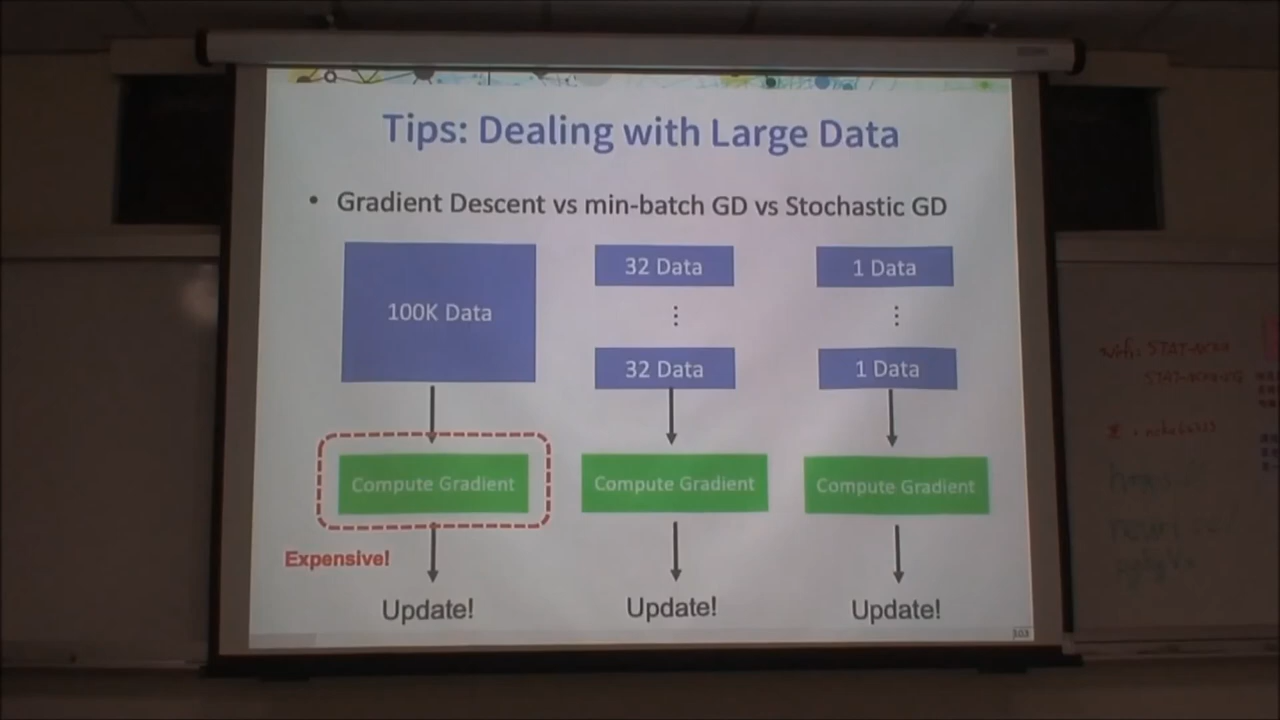 Tips: Dealing with Large Data
• Gradient Descent vs min-batch GD vs Stochastic GD
100K Data
32 Data
⋮
32 Data
1 Data
⋮
1 Data
Compute Gradient
Compute Gradient
Compute Gradient
Expensive!
Update!
Update!
Update!
103